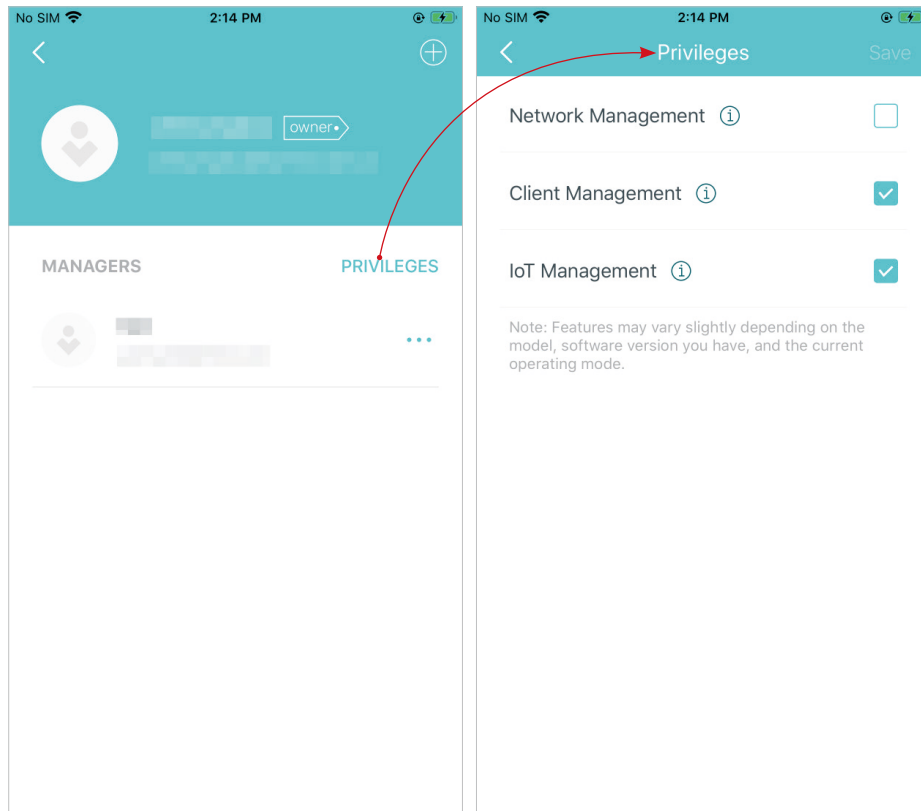 No SIM
2:14 PM
owner
MANAGERS
PRIVILEGES
No SIM
2:14 PM
Privileges
Save
Network Management
Client Management
IoT Management
Note: Features may vary slightly depending on the
model, software version you have, and the current
operating mode.